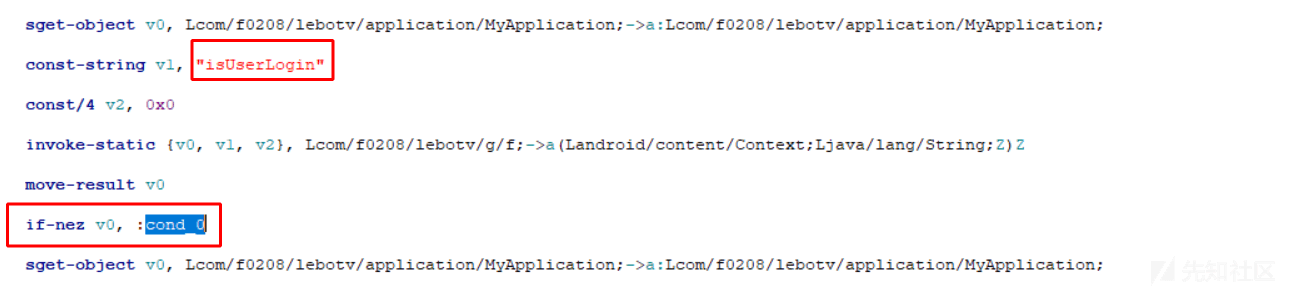 sget-object v0, Lcom/f0208/lebotv/application/MyApplication;->a:Lcom/f0208/lebotv/application/MyApplication;
const-string v1, "isUserLogin"
const/4 v2, 0x0
invoke-static {v0, v1, v2}, Lcom/f0208/lebotv/g/f;->a(Landroid/content/Context;Ljava/lang/String;Z)Z
move-result v0
if-nez v0, :cond_0
sget-object v0, Lcom/f0208/lebotv/application/MyApplication;->a:Lcom/f0208/lebotv/application/MyApplication;
先知社区